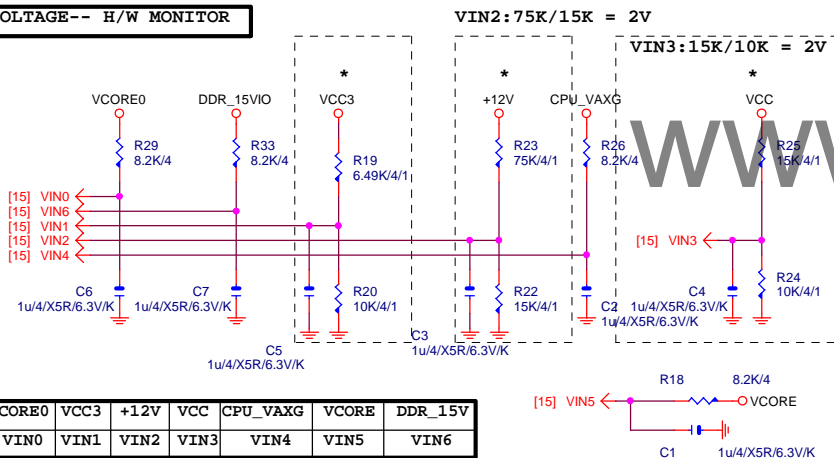 OLTAGE-- H/W MONITOR
VIN2:75K/15K = 2V
VIN3:15K/10K = 2V
*
*
*
VCORE0
DDR_15VIO
VCC3
+12V
CPU_VAXG
VCC
WWW
R29
8.2K/4
R33
8.2K/4
R19
6.49K/4/1
R23
75K/4/1
R26
8.2K/4
R25
15K/4/1
[15] VIN0
[15] VIN6
[15] VIN1
[15] VIN2
[15] VIN4
[15] VIN3
C6
1u/4/X5R/6.3V/K
C7
1u/4/X5R/6.3V/K
R20
10K/4/1
R22
15K/4/1
C2
1u/4/X5R/6.3V/K
C4
1u/4/X5R/6.3V/K
R24
10K/4/1
C5
1u/4/X5R/6.3V/K
C3
1u/4/X5R/6.3V/K
R18
8.2K/4
[15] VIN5
VCORE
C1
1u/4/X5R/6.3V/K
CORE0 VCC3 +12V VCC CPU_VAXG VCORE DDR_15V
VIN0 VIN1 VIN2 VIN3 VIN4 VIN5 VIN6